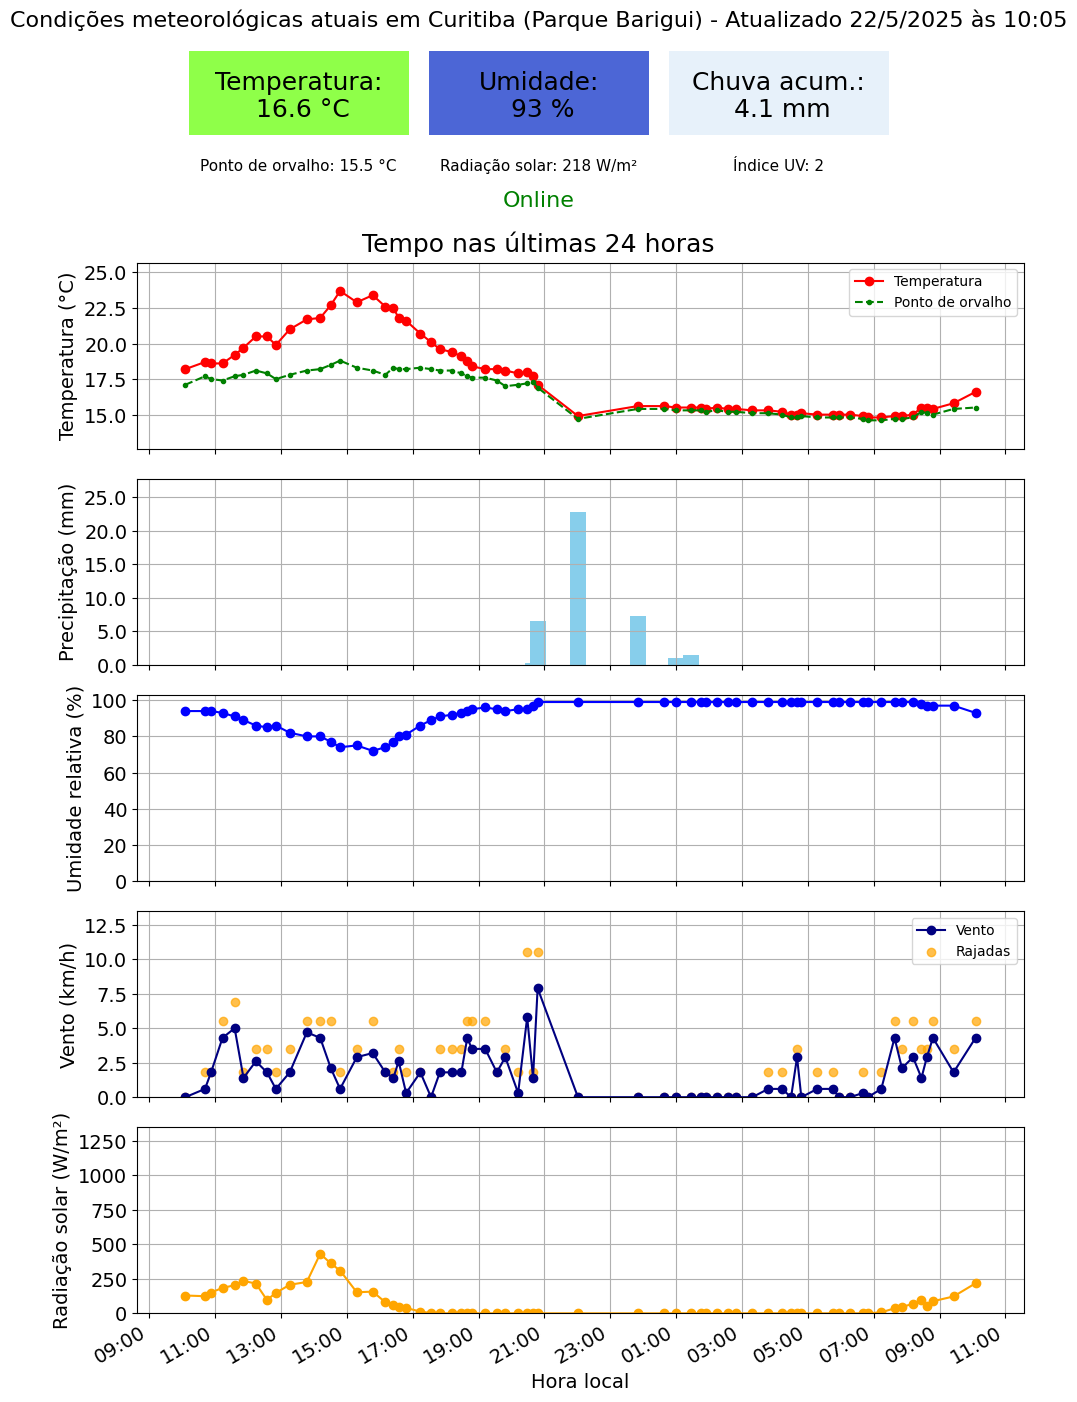 Condições meteorológicas atuais em Curitiba (Parque Barigui) - Atualizado 22/5/2025 às 10:05
Temperatura:
16.6 °C
Umidade:
93 %
Chuva acum.:
4.1 mm
Ponto de orvalho: 15.5 °C
Radiação solar: 218 W/m²
Índice UV: 2
Online
Tempo nas últimas 24 horas
Temperatura (°C)
25.0
22.5
20.0
17.5
15.0
Temperatura
Ponto de orvalho
Precipitação (mm)
25.0
20.0
15.0
10.0
5.0
0.0
Umidade relativa (%)
100
80
60
40
20
0
Vento (km/h)
12.5
10.0
7.5
5.0
2.5
0.0
Vento
Rajadas
Radiação solar (W/m²)
1250
1000
750
500
250
0
09:00
11:00
13:00
15:00
17:00
19:00
21:00
23:00
01:00
03:00
05:00
07:00
09:00
11:00
Hora local